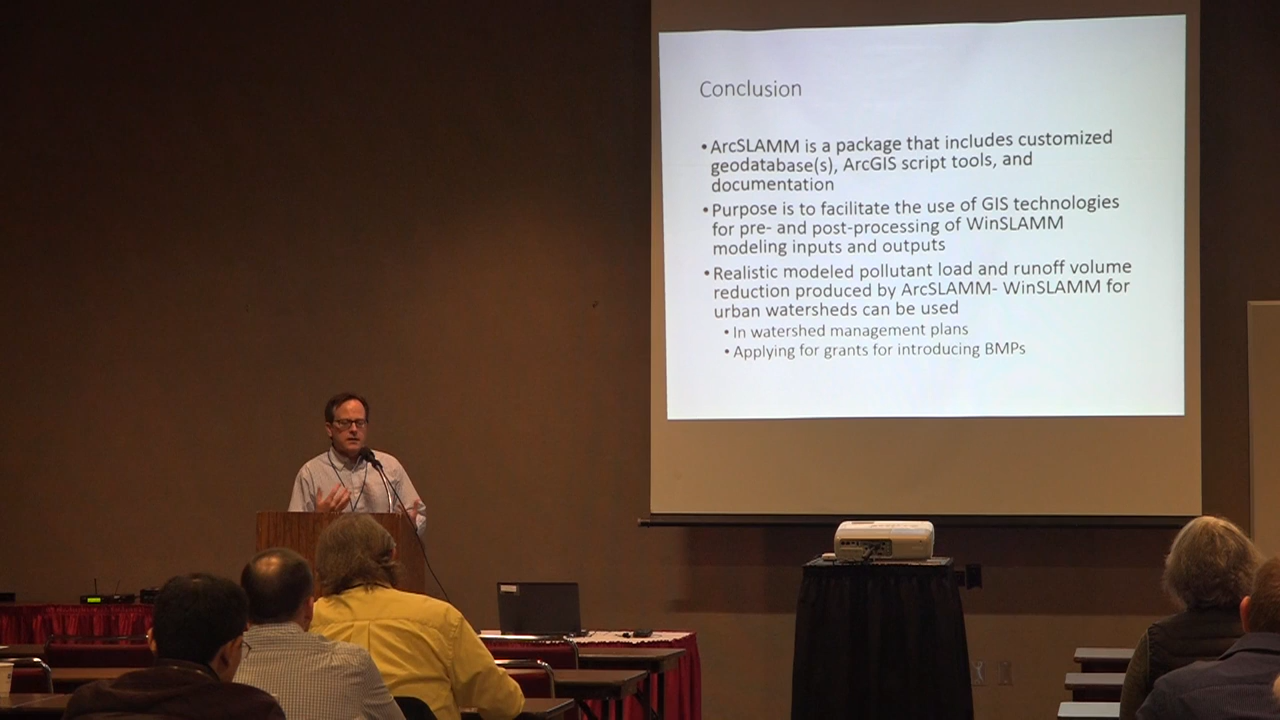 Conclusion
• ArcSLAMM is a package that includes customized
geodatabase(s), ArcGIS script tools, and
documentation
• Purpose is to facilitate the use of GIS technologies
for pre- and post-processing of WinSLAMM
modeling inputs and outputs
• Realistic modeled pollutant load and runoff volume
reduction produced by ArcSLAMM- WinSLAMM for
urban watersheds can be used
• In watershed management plans
• Applying for grants for introducing BMPs